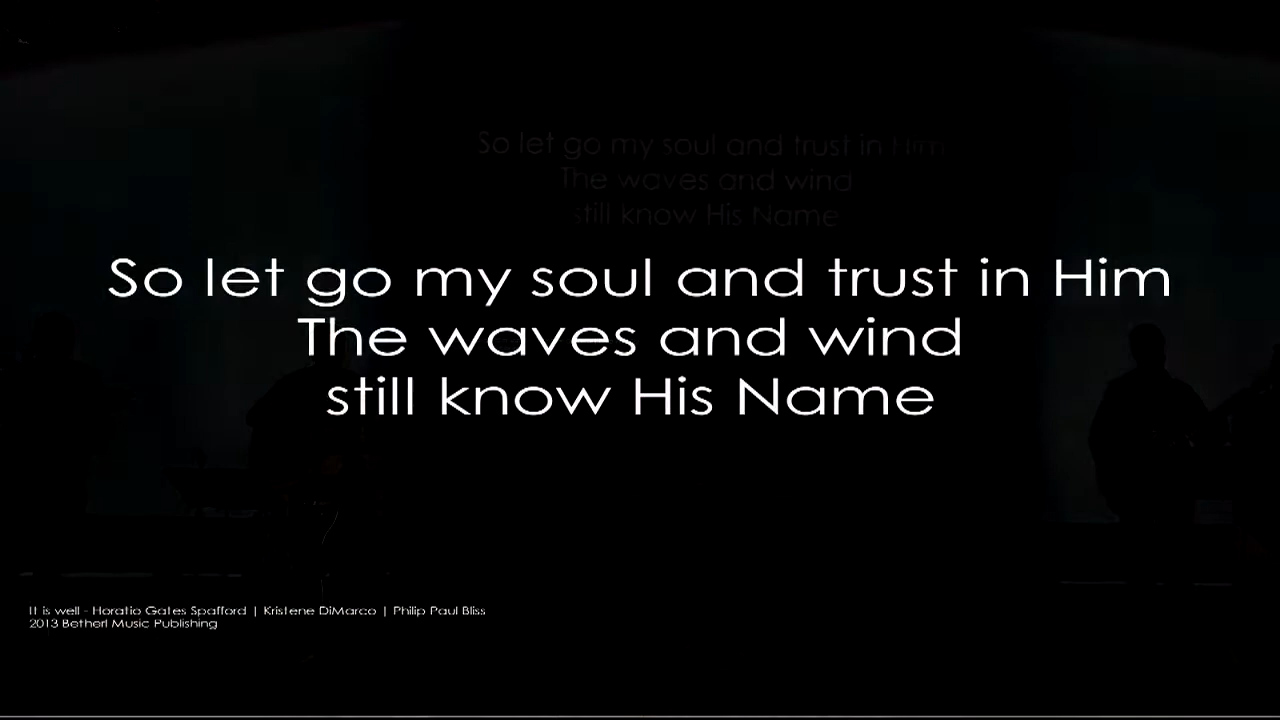 So let go my soul and trust in Him
The waves and wind
still know His Name
So let go my soul and trust in Him
The waves and wind
still know His Name
It is well - Horatio Gates Spafford | Kristene DiMarco | Philip Paul Bliss
2013 Betherl Music Publishing